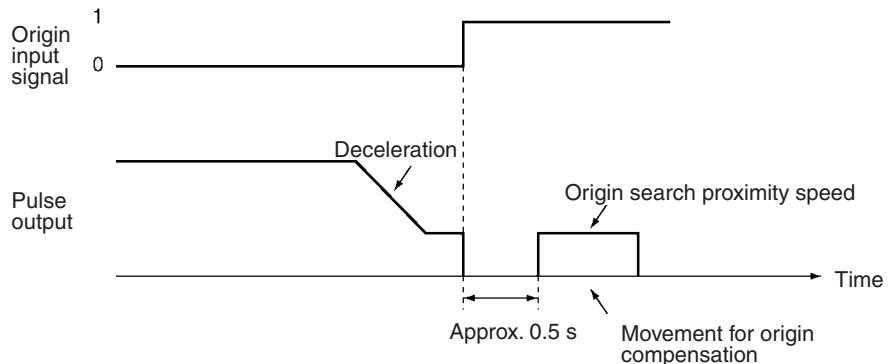 Origin
input
signal
1
0
Deceleration
Pulse
output
Origin search proximity speed
Time
Approx. 0.5 s
Movement for origin
compensation